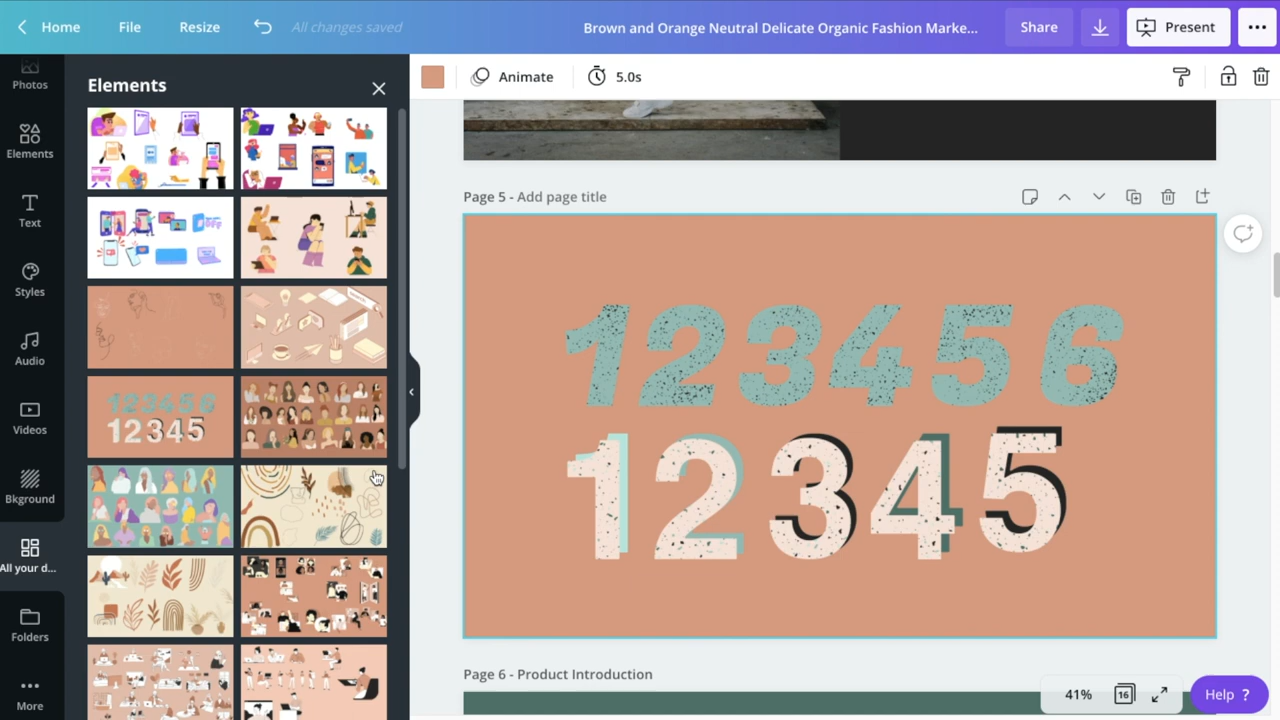 Home File Resize All changes saved Brown and Orange Neutral Delicate Organic Fashion Marke... Share Present
Photos
Elements
Text
Styles
Audio
Videos
Bkground
All your d...
Folders
More
Elements
123456
12345
Animate 5.0s
Page 5 - Add page title
123456
12345
Page 6 - Product Introduction
41% 16 Help ?